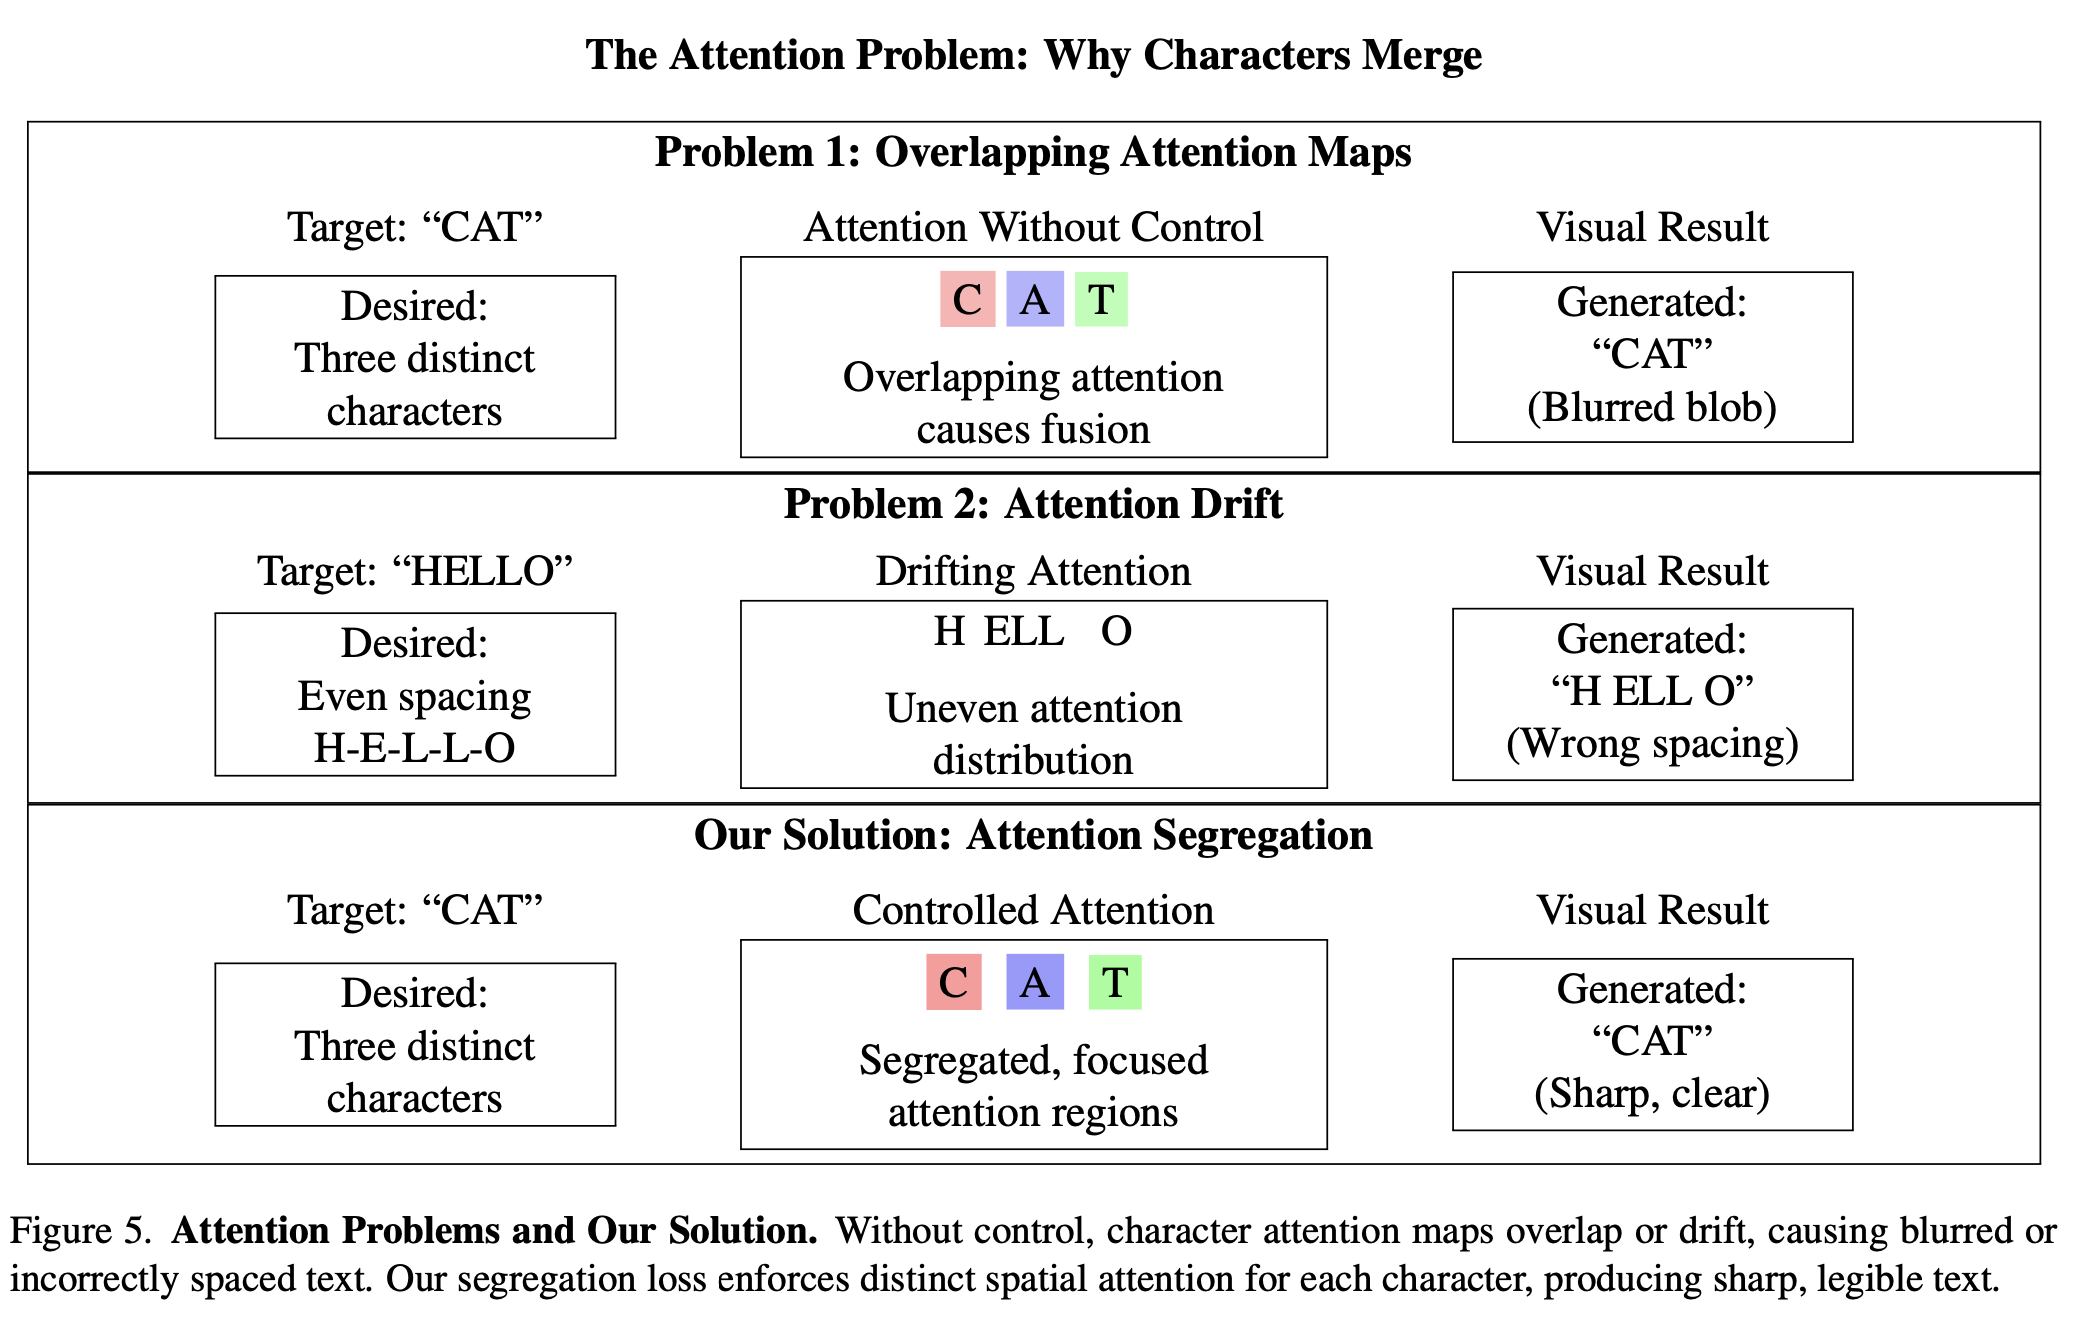 The Attention Problem: Why Characters Merge
Problem 1: Overlapping Attention Maps
Target: “CAT”
Desired:
Three distinct
characters
Attention Without Control
C A T
Overlapping attention
causes fusion
Visual Result
Generated:
“CAT”
(Blurred blob)
Problem 2: Attention Drift
Target: “HELLO”
Desired:
Even spacing
H-E-L-L-O
Drifting Attention
H ELL O
Uneven attention
distribution
Visual Result
Generated:
“H ELL O”
(Wrong spacing)
Our Solution: Attention Segregation
Target: “CAT”
Desired:
Three distinct
characters
Controlled Attention
C A T
Segregated, focused
attention regions
Visual Result
Generated:
“CAT”
(Sharp, clear)
Figure 5. Attention Problems and Our Solution. Without control, character attention maps overlap or drift, causing blurred or
incorrectly spaced text. Our segregation loss enforces distinct spatial attention for each character, producing sharp, legible text.